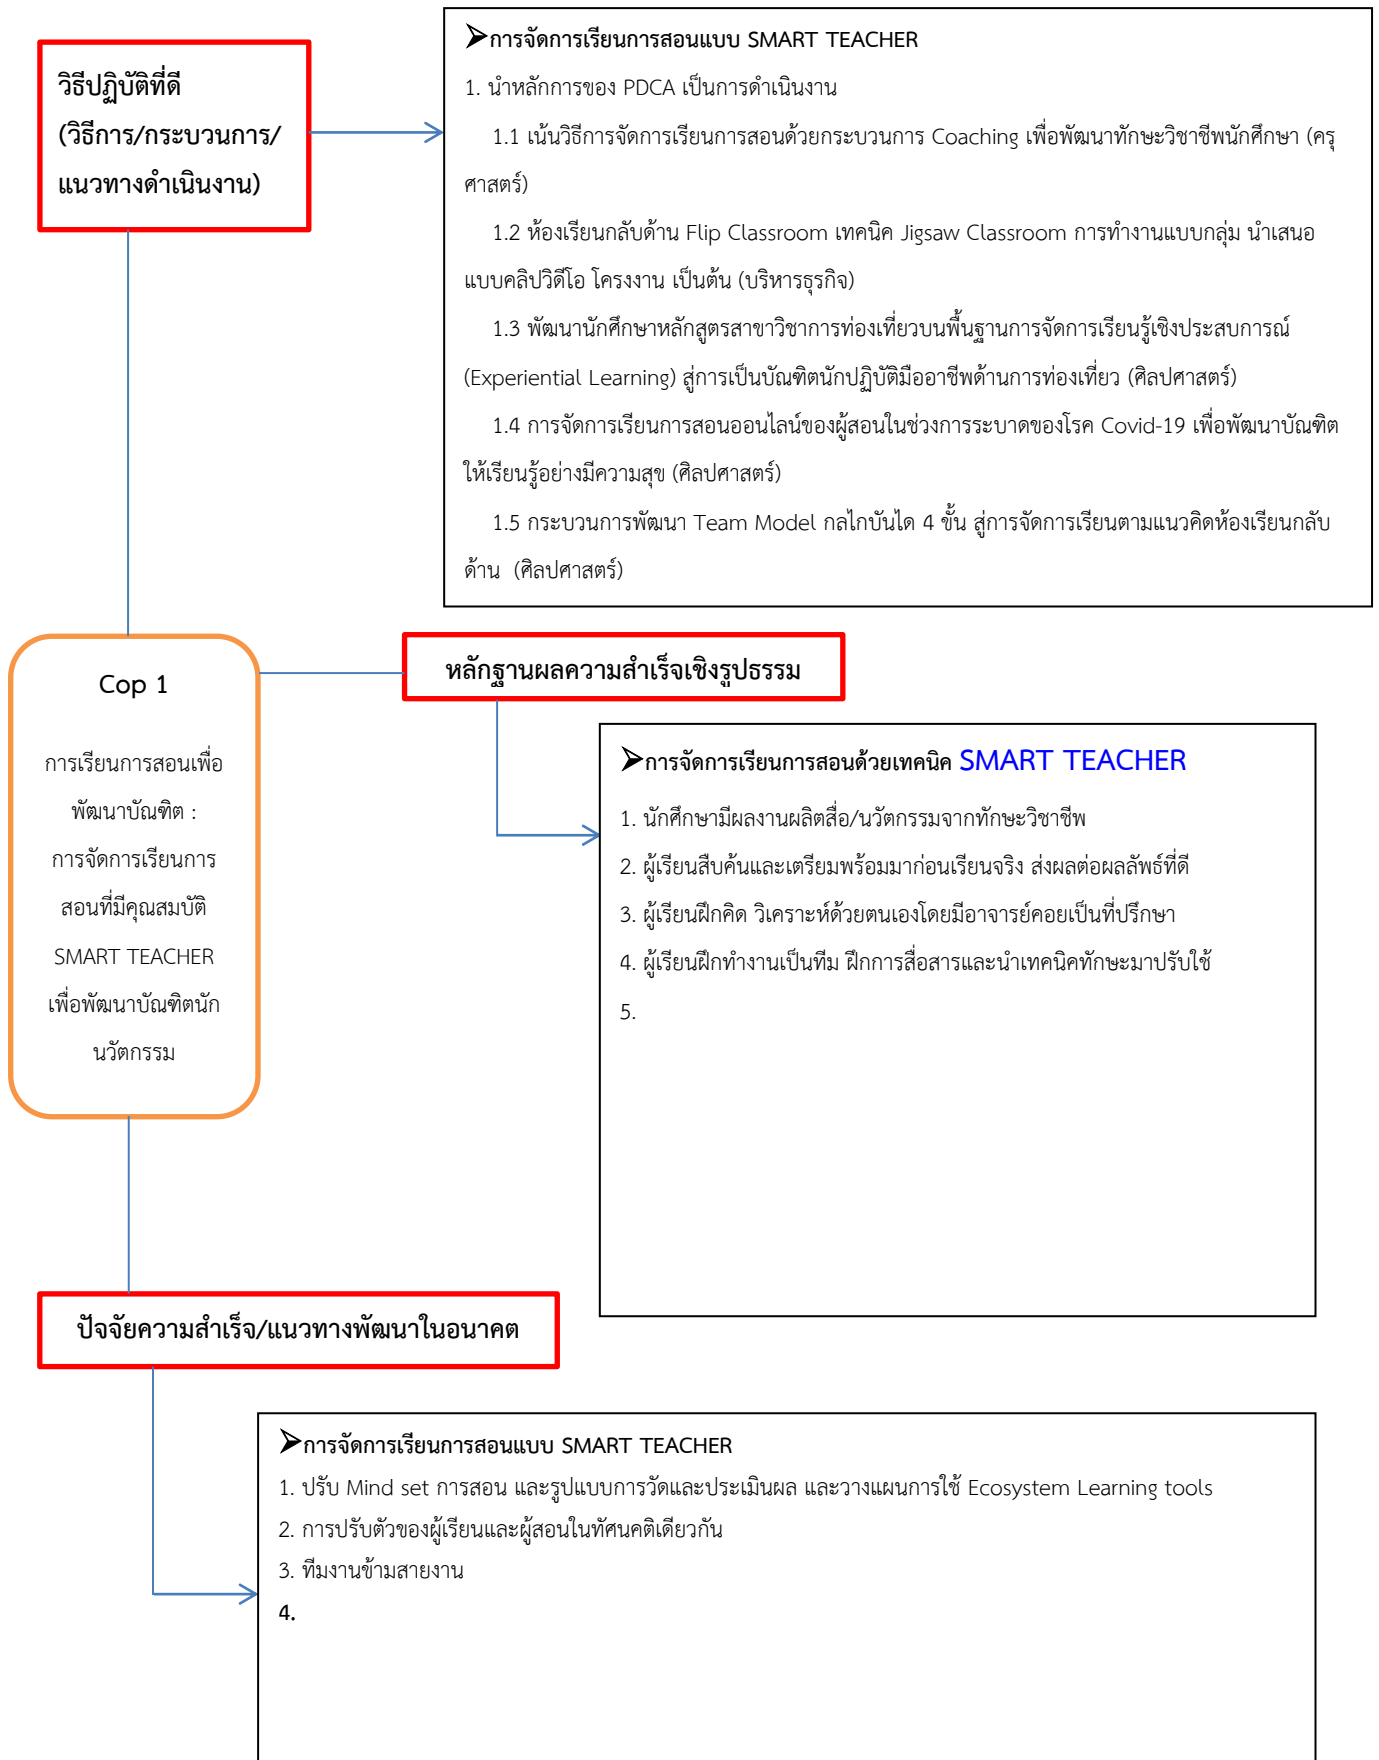 วิธีปฏิบัติที่ดี
(วิธีการ/กระบวนการ/
แนวทางดำเนินงาน)
➢การจัดการเรียนการสอนแบบ SMART TEACHER
1. นำหลักการของ PDCA เป็นการดำเนินงาน
1.1 เน้นวิธีการจัดการเรียนการสอนด้วยกระบวนการ Coaching เพื่อพัฒนาทักษะวิชาชีพนักศึกษา (ครุ
ศาสตร์)
1.2 ห้องเรียนกลับด้าน Flip Classroom เทคนิค Jigsaw Classroom การทำงานแบบกลุ่ม นำเสนอ
แบบคลิปวิดีโอ โครงงาน เป็นต้น (บริหารธุรกิจ)
1.3 พัฒนานักศึกษาหลักสูตรสาขาวิชาการท่องเที่ยวบนพื้นฐานการจัดการเรียนรู้เชิงประสบการณ์
(Experiential Learning) สู่การเป็นบัณฑิตนักปฏิบัติมืออาชีพด้านการท่องเที่ยว (ศิลปศาสตร์)
1.4 การจัดการเรียนการสอนออนไลน์ของผู้สอนในช่วงการระบาดของโรค Covid-19 เพื่อพัฒนาบัณฑิต
ให้เรียนรู้อย่างมีความสุข (ศิลปศาสตร์)
1.5 กระบวนการพัฒนา Team Model กลไกบันได 4 ขั้น สู่การจัดการเรียนตามแนวคิดห้องเรียนกลับ
ด้าน (ศิลปศาสตร์)
Cop 1
การเรียนการสอนเพื่อ
พัฒนาบัณฑิต :
การจัดการเรียนการ
สอนที่มีคุณสมบัติ
SMART TEACHER
เพื่อพัฒนาบัณฑิตนัก
นวัตกรรม
หลักฐานผลความสำเร็จเชิงรูปธรรม
➢การจัดการเรียนการสอนด้วยเทคนิค SMART TEACHER
1. นักศึกษามีผลงานผลิตสื่อ/นวัตกรรมจากทักษะวิชาชีพ
2. ผู้เรียนสืบค้นและเตรียมพร้อมมาก่อนเรียนจริง ส่งผลต่อผลลัพธ์ที่ดี
3. ผู้เรียนฝึกคิด วิเคราะห์ด้วยตนเองโดยมีอาจารย์คอยเป็นที่ปรึกษา
4. ผู้เรียนฝึกทำงานเป็นทีม ฝึกการสื่อสารและนำเทคนิคทักษะมาปรับใช้
5.
ปัจจัยความสำเร็จ/แนวทางพัฒนาในอนาคต
➢การจัดการเรียนการสอนแบบ SMART TEACHER
1. ปรับ Mind set การสอน และรูปแบบการวัดและประเมินผล และวางแผนการใช้ Ecosystem Learning tools
2. การปรับตัวของผู้เรียนและผู้สอนในทัศนคติเดียวกัน
3. ทีมงานข้ามสายงาน
4.